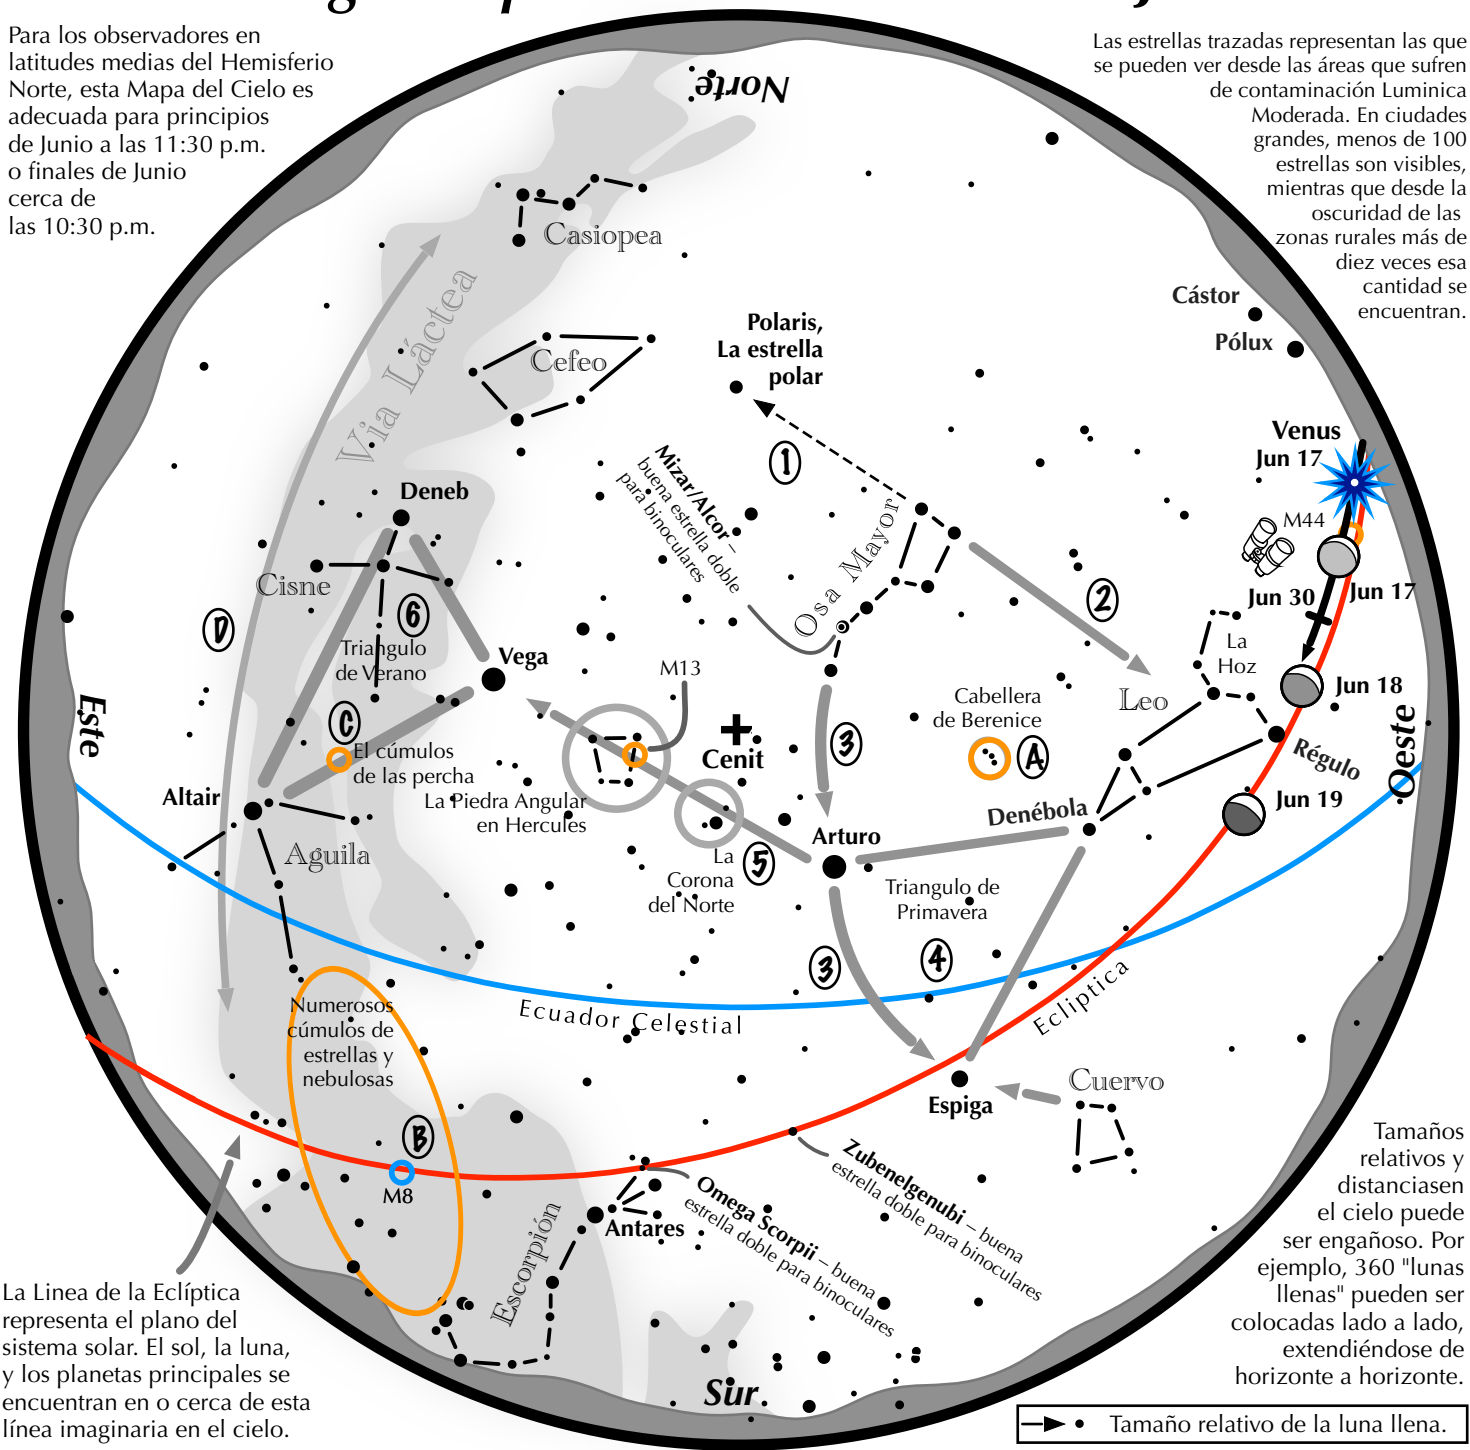 Para los observadores en
latitudes medias del Hemisferio
Norte, esta Mapa del Cielo es
adecuada para principios
de Junio a las 11:30 p.m.
o finales de Junio
cerca de
las 10:30 p.m.
Las estrellas trazadas representan las que
se pueden ver desde las áreas que sufren
de contaminación Luminica
Moderada. En ciudades
grandes, menos de 100
estrellas son visibles,
mientras que desde la
oscuridad de las
zonas rurales más de
diez veces esa
cantidad se
encuentran.
Norte
Casiopea
Via Láctea
Cefeo
Polaris,
La estrella
polar
Cástor
Pólux
1
Mizar/Alcor –
buena estrella doble
para binoculares
Osa Mayor
Venus
Jun 17
M44
Jun 17
Jun 30
Jun 18
Jun 19
Deneb
Cisne
D
6
Triangulo
de Verano
Vega
M13
2
La
Hoz
Leo
Régulo
Oeste
Este
C
El cúmulos
de las percha
Cenit
3
Cabellera
de Berenice
A
Altair
La Piedra Angular
en Hercules
Denébola
Arturo
Aguila
La
Corona
del Norte
5
Triangulo de
Primavera
3
4
Numerosos
cúmulos de
estrellas y
nebulosas
Ecuador Celestial
Eclíptica
Espiga
Cuervo
B
M8
Antares
Escorpión
Omega Scorpii – buena
estrella doble para binoculares
Zubenelgenubi – buena
estrella doble para binoculares
Sur
La Linea de la Eclíptica
representa el plano del
sistema solar. El sol, la luna,
y los planetas principales se
encuentran en o cerca de esta
línea imaginaria en el cielo.
Tamaños
relativos y
distanciasen
el cielo puede
ser engañoso. Por
ejemplo, 360 "lunas
llenas" pueden ser
colocadas lado a lado,
extendiéndose de
horizonte a horizonte.
Tamaño relativo de la luna llena.